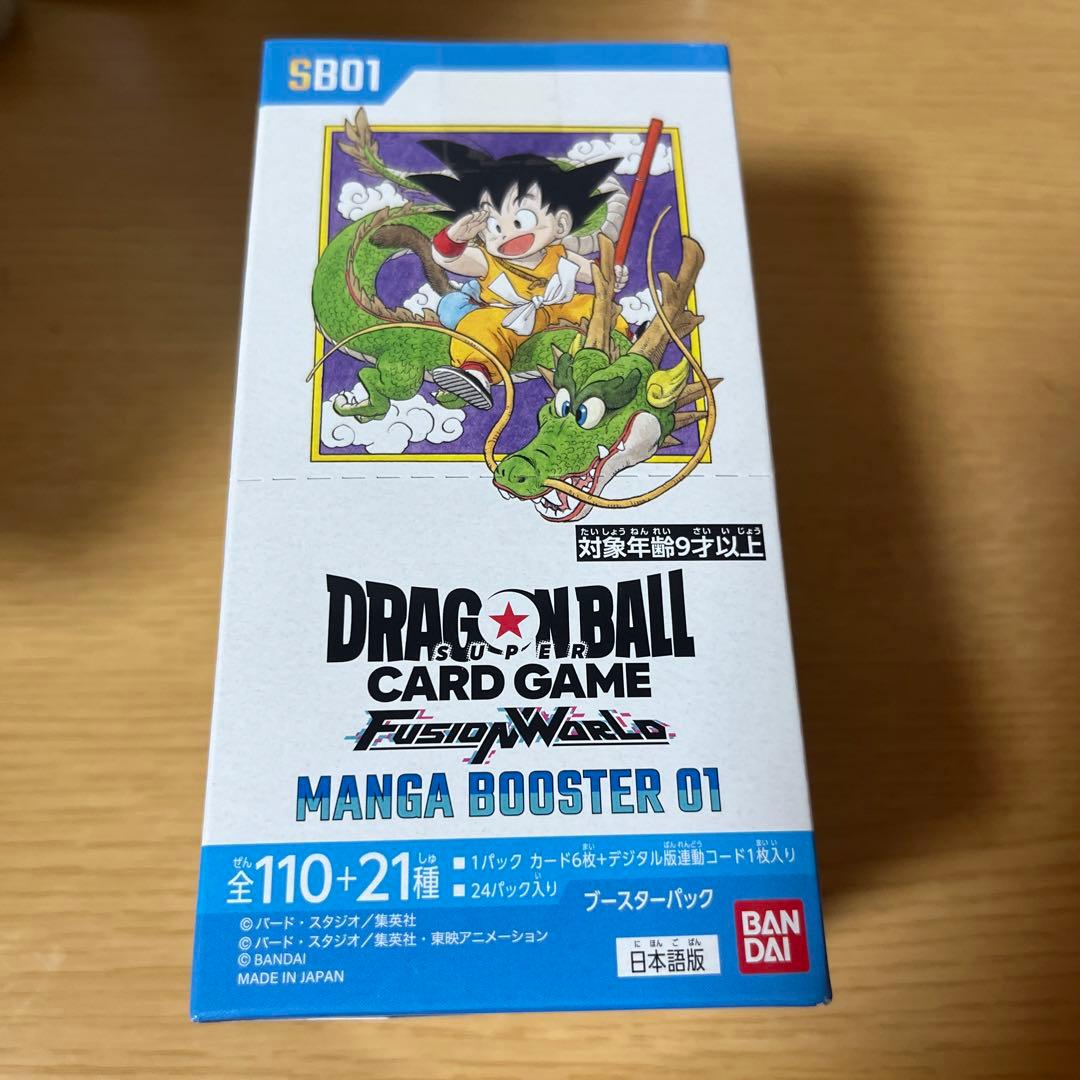 SB01
たいしょうねんれい さいいじょう
対象年齢9才以上
DRAGON BALL
SUPER
CARD GAME
FUSION WORLD
MANGA BOOSTER 01
ぜん しゅ
全110+21種
まい ばんれんどう まいい
■1パック カード6枚+デジタル版連動コード1枚入り
い
■24パック入り
ブースターパック
©バード・スタジオ/集英社
©バード・スタジオ/集英社・東映アニメーション
©BANDAI
MADE IN JAPAN
にほんごばん
日本語版
BAN
DAI